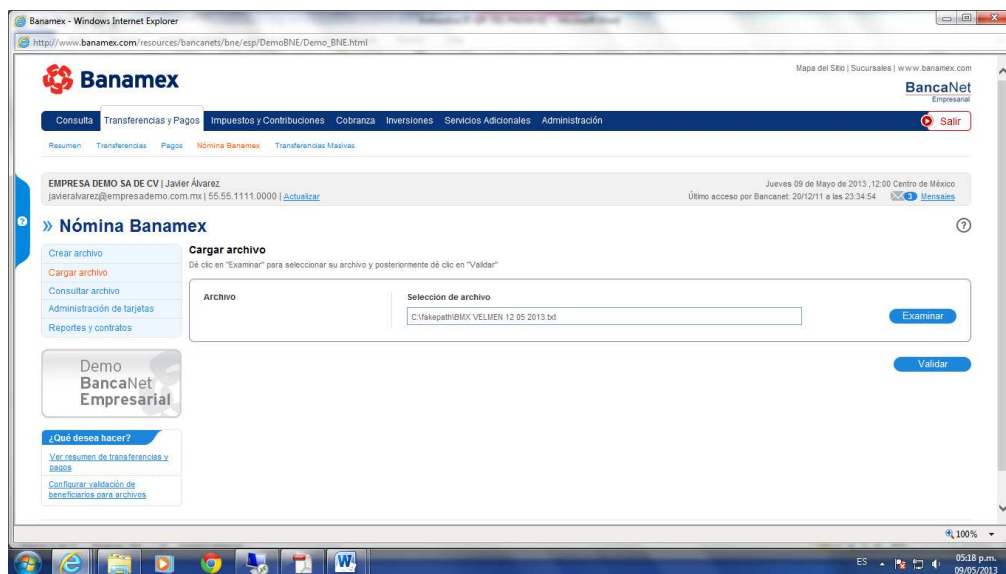 Banamex - Windows Internet Explorer
http://www.banamex.com/resources/bancanets/bne/esp/DemoBNE/Demo_BNE.html
Mapa del Sitio | Sucursales | www.banamex.com
Banamex
BancaNet
Empresarial
Consulta Transferencias y Pagos Impuestos y Contribuciones Cobranza Inversiones Servicios Adicionales Administración Salir
Resumen Transferencias Pagos Nómina Banamex Transferencias Masivas
EMPRESA DEMO SA DE CV | Javier Álvarez
javieralvarez@empresademo.com.mx | 55.55.1111.0000 | Actualizar
Jueves 09 de Mayo de 2013 ,12:00 Centro de México
Último acceso por Bancanet: 20/12/11 a las 23:34:54 3 Mensajes
» Nómina Banamex
Crear archivo
Cargar archivo
Consultar archivo
Administración de tarjetas
Reportes y contratos
Cargar archivo
Dé clic en "Examinar" para seleccionar su archivo y posteriormente dé clic en "Validar"
Archivo
Selección de archivo
C:\fakepath\BMX VELMEN 12 05 2013.txt
Examinar
Validar
Demo
BancaNet
Empresarial
¿Qué desea hacer?
Ver resumen de transferencias y
pagos
Configurar validación de
beneficiarios para archivos
100%
ES
05:18 p.m.
09/05/2013